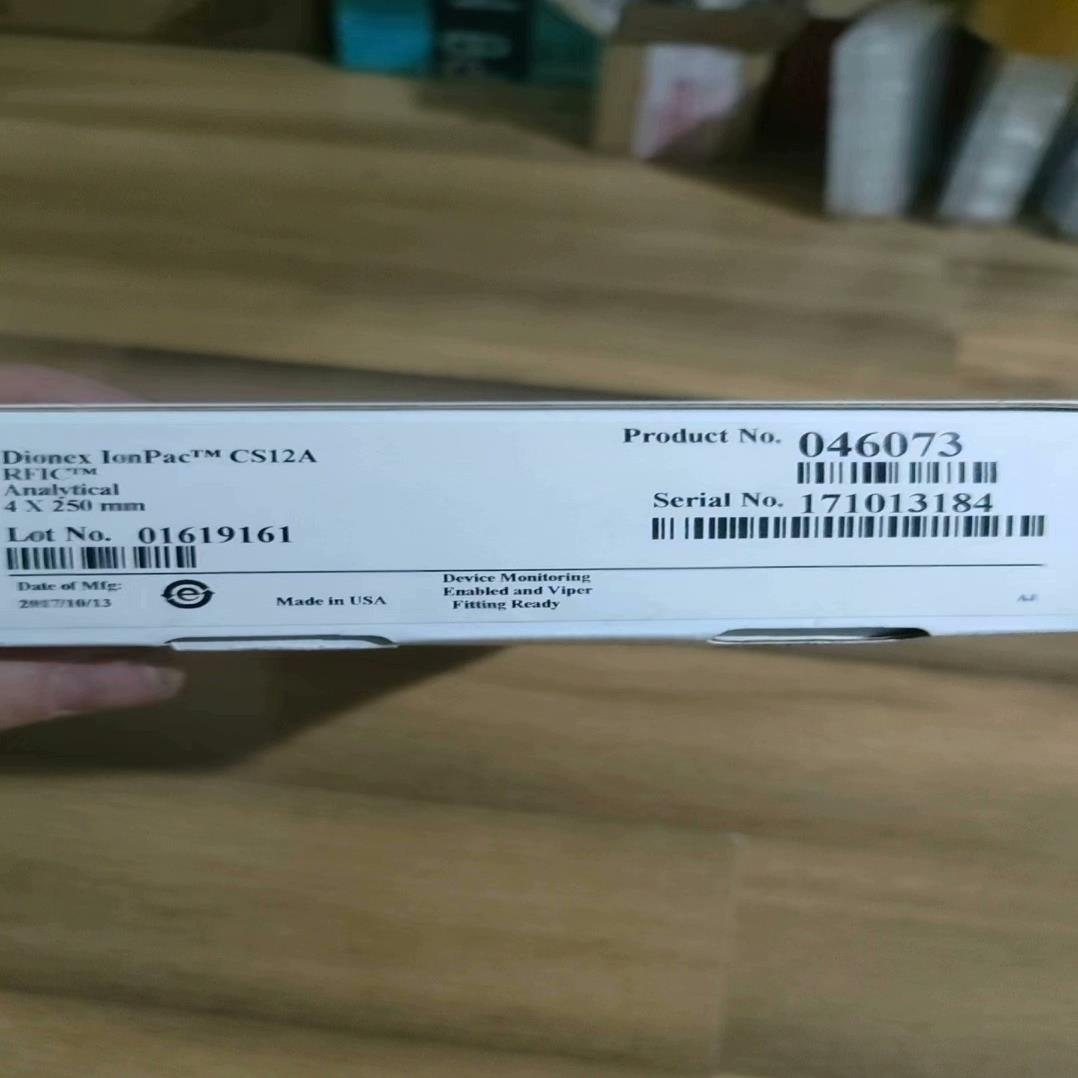 Dionex IonPac™ CS12A
RFIC™
Analytical
4 X 250 mm
Lot No. 01619161
Product No. 046073
Serial No. 171013184
Date of Mfg:
2017/10/13
Made in USA
Device Monitoring
Enabled and Viper
Fitting Ready